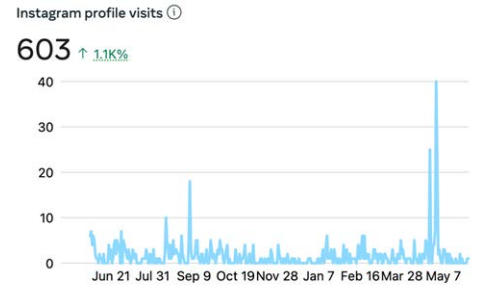 Instagram profile visits
603 ↑ 1.1K%
40
30
20
10
0
Jun 21 Jul 31 Sep 9 Oct 19 Nov 28 Jan 7 Feb 16 Mar 28 May 7